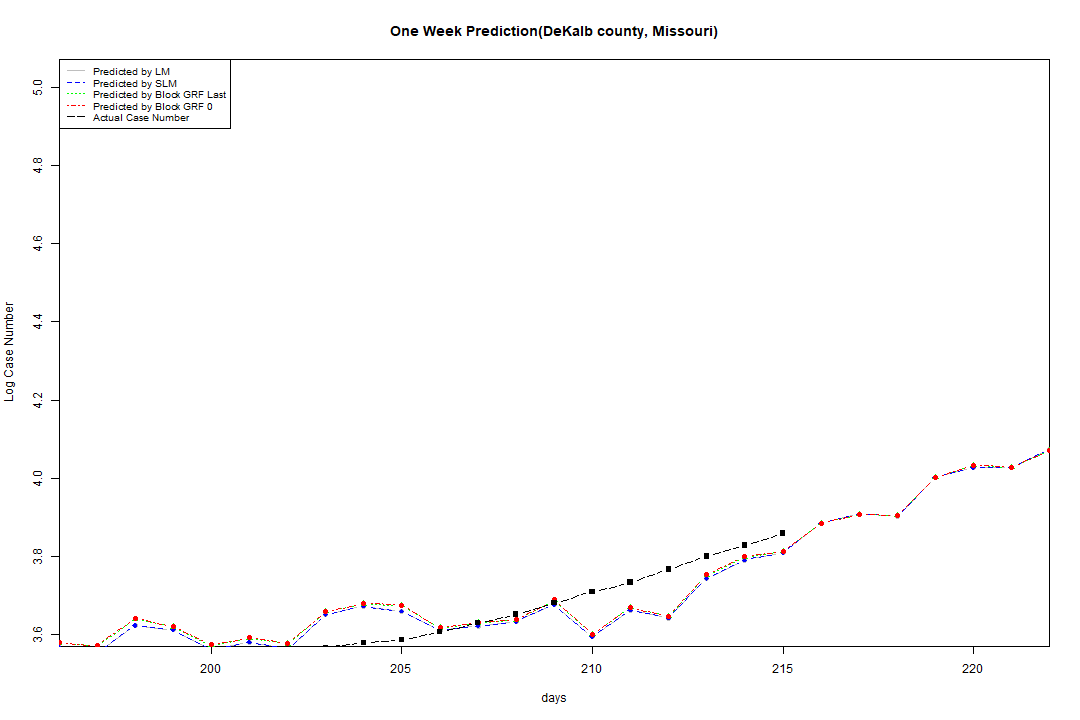 One Week Prediction(DeKalb county, Missouri)
Predicted by LM
Predicted by SLM
Predicted by Block GRF Last
Predicted by Block GRF 0
Actual Case Number
5.0
4.8
4.6
4.4
4.2
4.0
3.8
3.6
Log Case Number
200 205 210 215 220
days